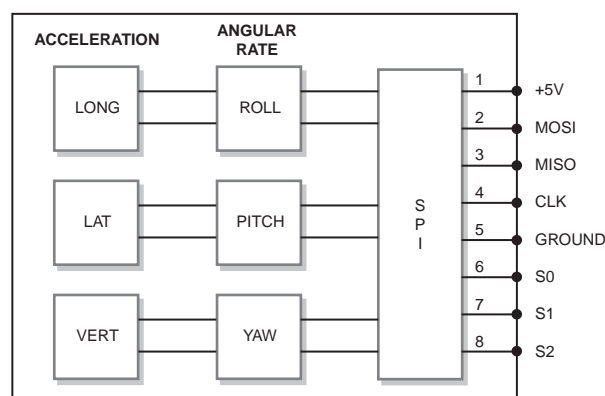 ACCELERATION
ANGULAR
RATE
LONG
ROLL
LAT
PITCH
VERT
YAW
S
P
I
1 +5V
2 MOSI
3 MISO
4 CLK
5 GROUND
6 S0
7 S1
8 S2